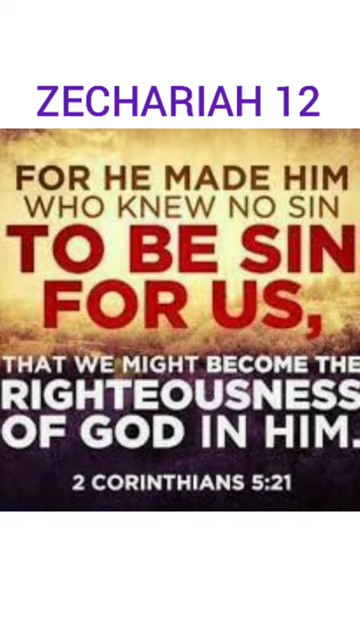 ZECHARIAH 12
FOR HE MADE HIM
WHO KNEW NO SIN
TO BE SIN
FOR US,
THAT WE MIGHT BECOME THE
RIGHTEOUSNESS
OF GOD IN HIM.
2 CORINTHIANS 5:21